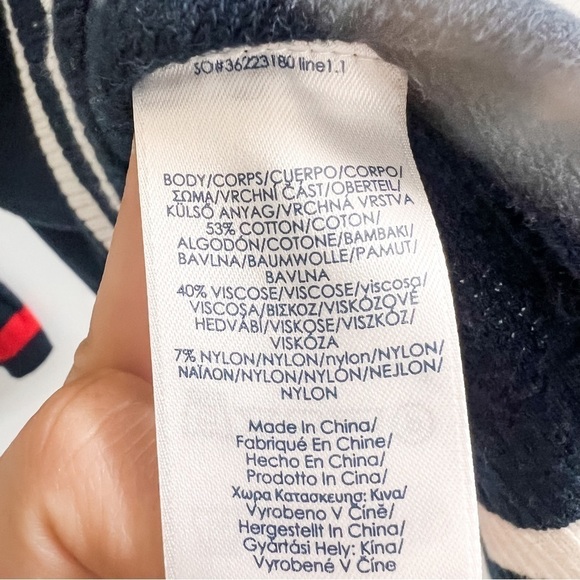 SO#36223180 line1.1
BODY/CORPS/CUERPO/CORPO/
ΣΩΜΑ/VRCHNÍ ČÁST/OBERTEIL/
KÜLSŐ ANYAG/VRCHNÁ VRSTVA
53% COTTON/COTON/
ALGODÓN/COTONE/BAMBAKI/
BAVLNA/BAUMWOLLE/PAMUT/
BAVLNA
40% VISCOSE/VISCOSE/viscosa/
VISCOSA/ΒΙΣΚΟΖ/VISKÓZOVÉ
HEDVÁBÍ/VISKOSE/VISZKÓZ/
VISKÓZA
7% NYLON/NYLON/nylon/NYLON/
ΝΑΪΛΟΝ/NYLON/NYLON/NEJLON/
NYLON
Made In China/
Fabriqué En Chine/
Hecho En China/
Prodotto In Cina/
Χωρα Κατασκευησ: Κινα/
Vyrobeno V Číně/
Hergestellt In China/
Gyártási Hely: Kína/
Vyrobené V Číne